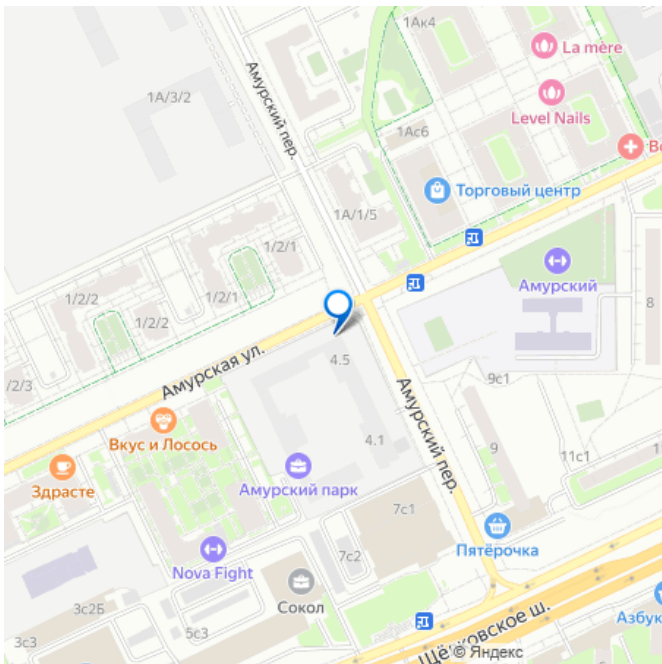 1Ак4
La mère
Амурский пер.
1А/3/2
Level Nails
1Ас6
Торговый центр
1А/1/5
1/2/1
Амурский
1/2/2
1/2/1
8
1/2/2
Амурская ул.
4.5
/2/3
9с1
Амурский пер.
Вкус и Лосось
4.1
9
11с1
Здрасте
Амурский парк
7с1
Пятёрочка
Nova Fight
7с2
Сокол
3с2Б
5с3
3с3
Щёлковское ш.
Азбук
© Яндекс